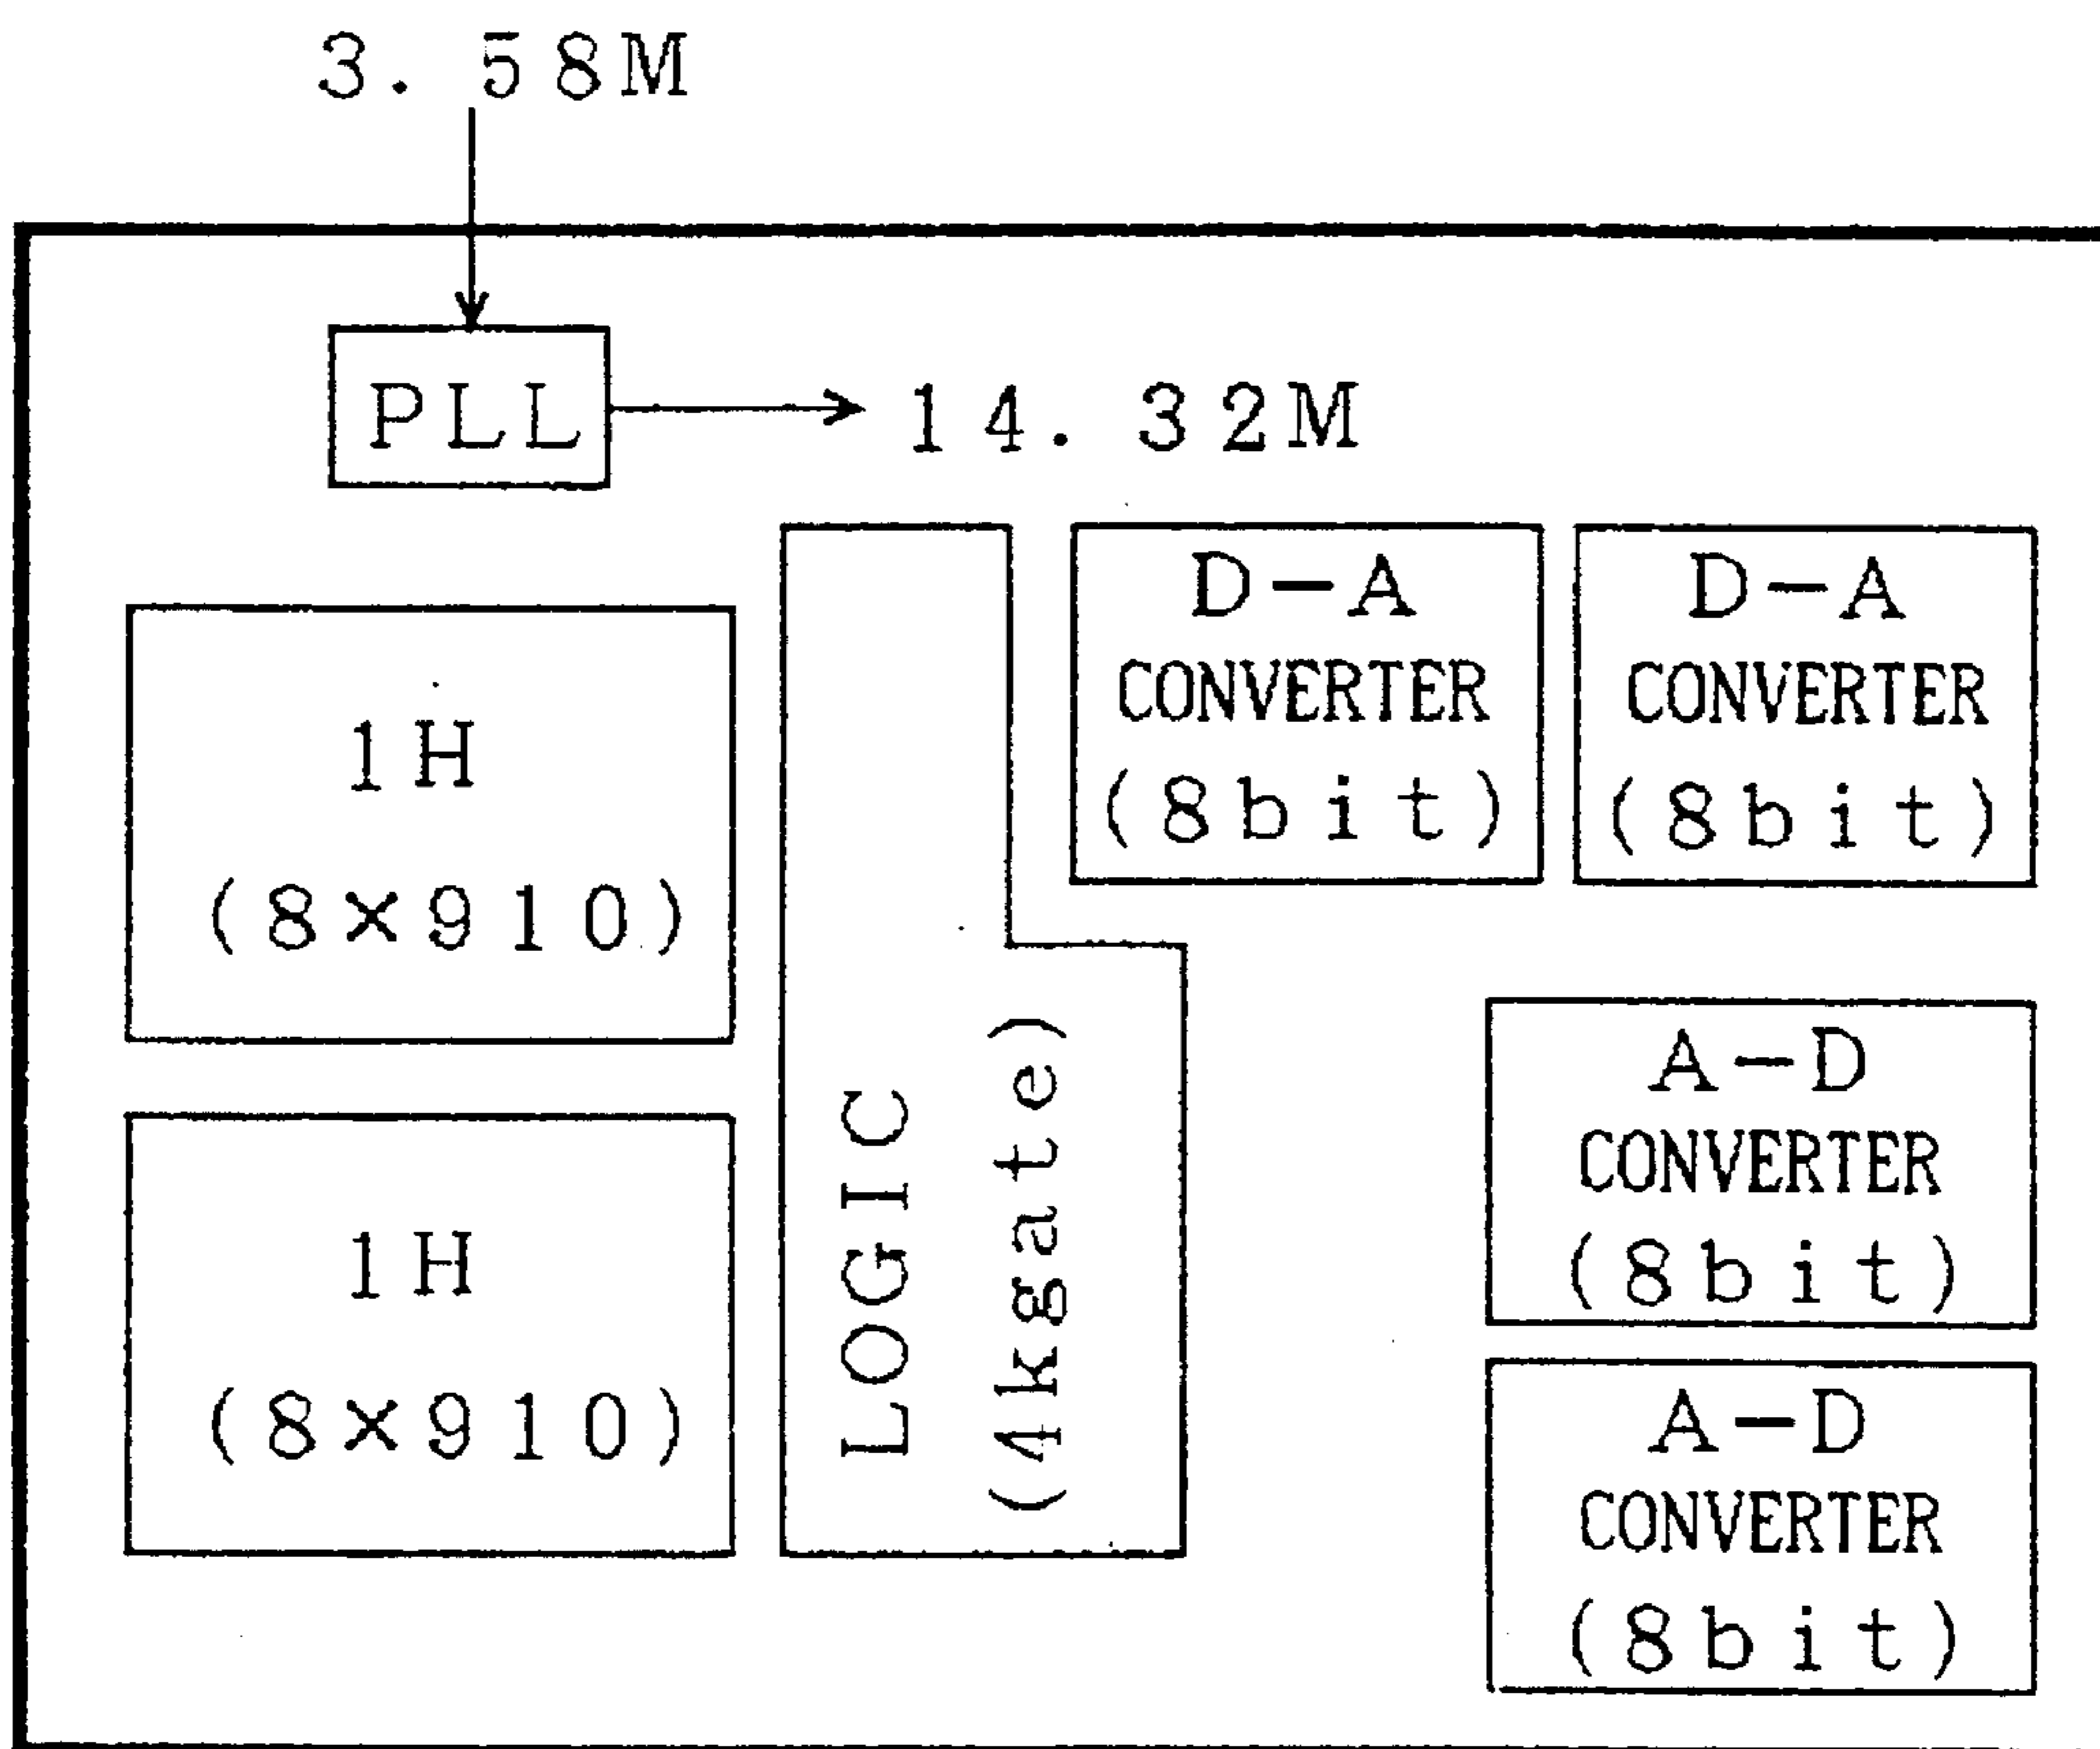 3.58M
PLL
14.32M
1H
(8×910)
1H
(8×910)
LOGIC
(4kgate)
D-A
CONVERTER
(8bit)
D-A
CONVERTER
(8bit)
A-D
CONVERTER
(8bit)
A-D
CONVERTER
(8bit)